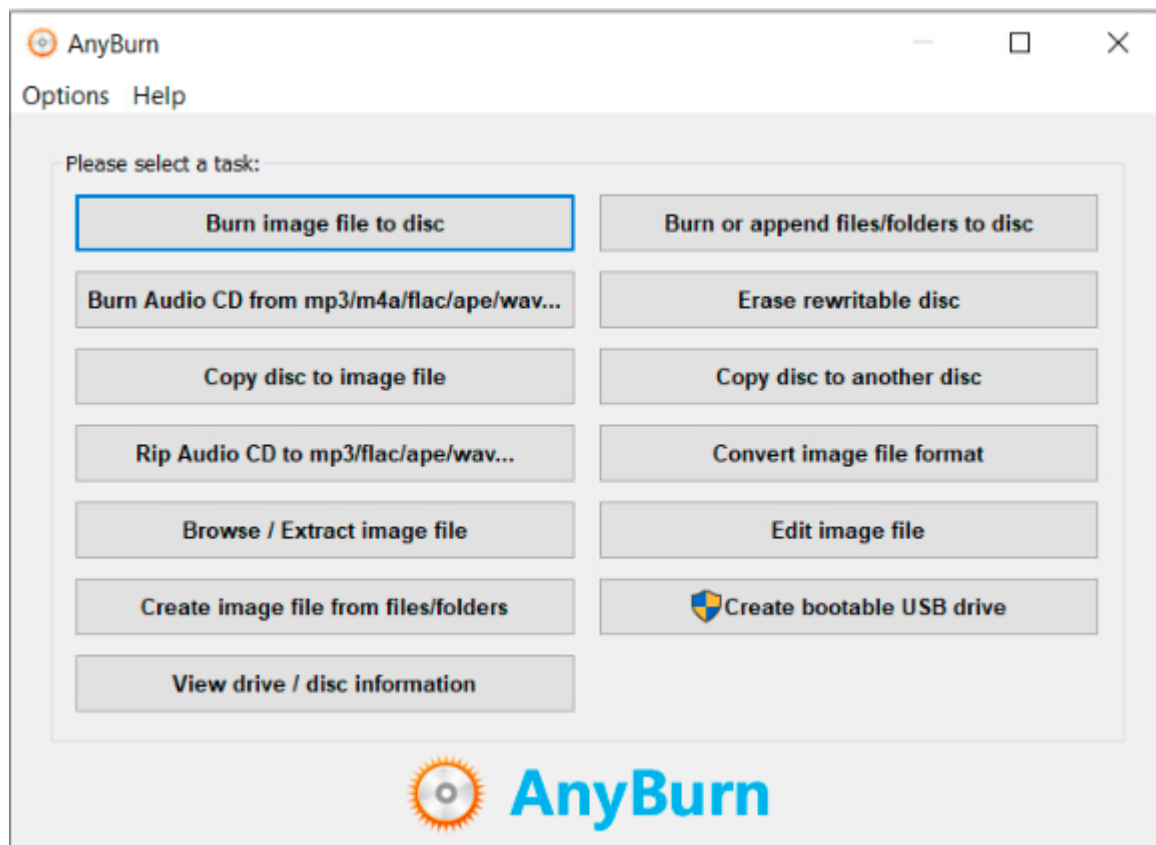 AnyBurn
Options Help
Please select a task:
Burn image file to disc
Burn or append files/folders to disc
Burn Audio CD from mp3/m4a/flac/ape/wav...
Erase rewritable disc
Copy disc to image file
Copy disc to another disc
Rip Audio CD to mp3/flac/ape/wav...
Convert image file format
Browse / Extract image file
Edit image file
Create image file from files/folders
Create bootable USB drive
View drive / disc information
AnyBurn